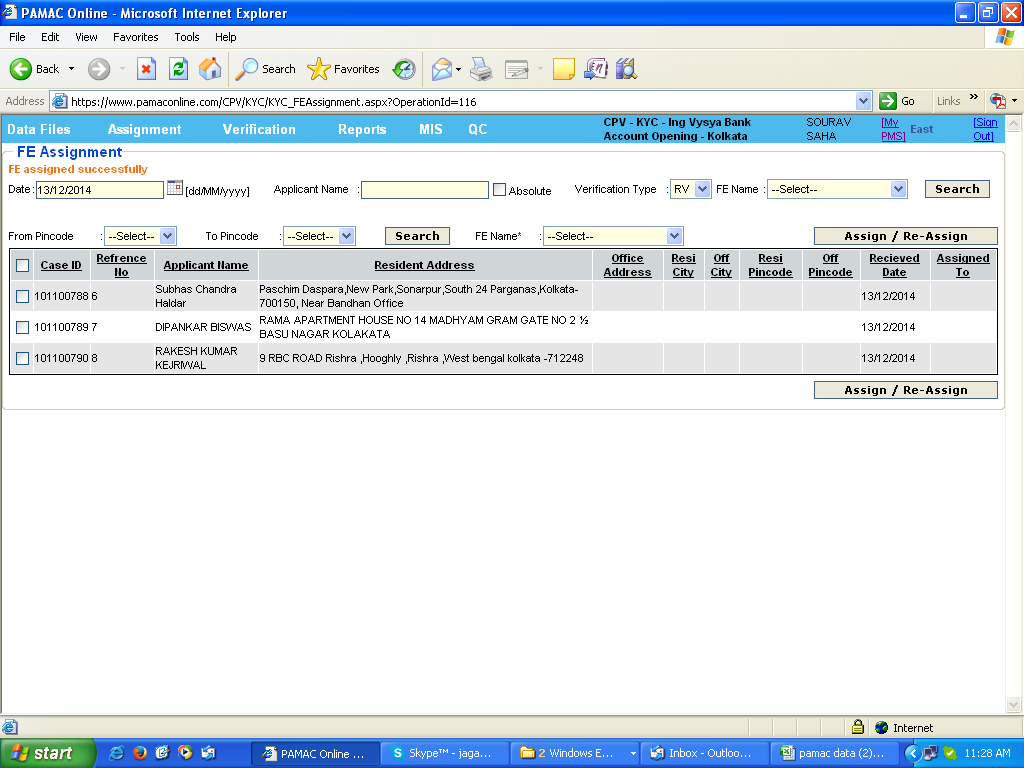 PAMAC Online - Microsoft Internet Explorer
File Edit View Favorites Tools Help
Back Search Favorites
Address https://www.pamaconline.com/CPV/KYC/KYC_FEAssignment.aspx?OperationId=116 Go Links »
Data Files Assignment Verification Reports MIS QC CPV - KYC - Ing Vysya Bank Account Opening - Kolkata SOURAV SAHA [My PMS] East [Sign Out]
FE Assignment
FE assigned successfully
Date : 13/12/2014 [dd/MM/yyyy] Applicant Name : Absolute Verification Type : RV FE Name : --Select-- Search
From Pincode : --Select-- To Pincode : --Select-- Search FE Name* : --Select-- Assign / Re-Assign
Case ID Refrence No Applicant Name Resident Address Office Address Resi City Off City Resi Pincode Off Pincode Recieved Date Assigned To
101100788 6 Subhas Chandra Haldar Paschim Daspara,New Park,Sonarpur,South 24 Parganas,Kolkata-700150, Near Bandhan Office 13/12/2014
101100789 7 DIPANKAR BISWAS RAMA APARTMENT HOUSE NO 14 MADHYAM GRAM GATE NO 2 ½ BASU NAGAR KOLAKATA 13/12/2014
101100790 8 RAKESH KUMAR KEJRIWAL 9 RBC ROAD Rishra ,Hooghly ,Rishra ,West bengal kolkata -712248 13/12/2014
Assign / Re-Assign
Internet
start PAMAC Online ... Skype™ - jaga... 2 Windows E... Inbox - Outloo... pamac data (2)... 11:28 AM